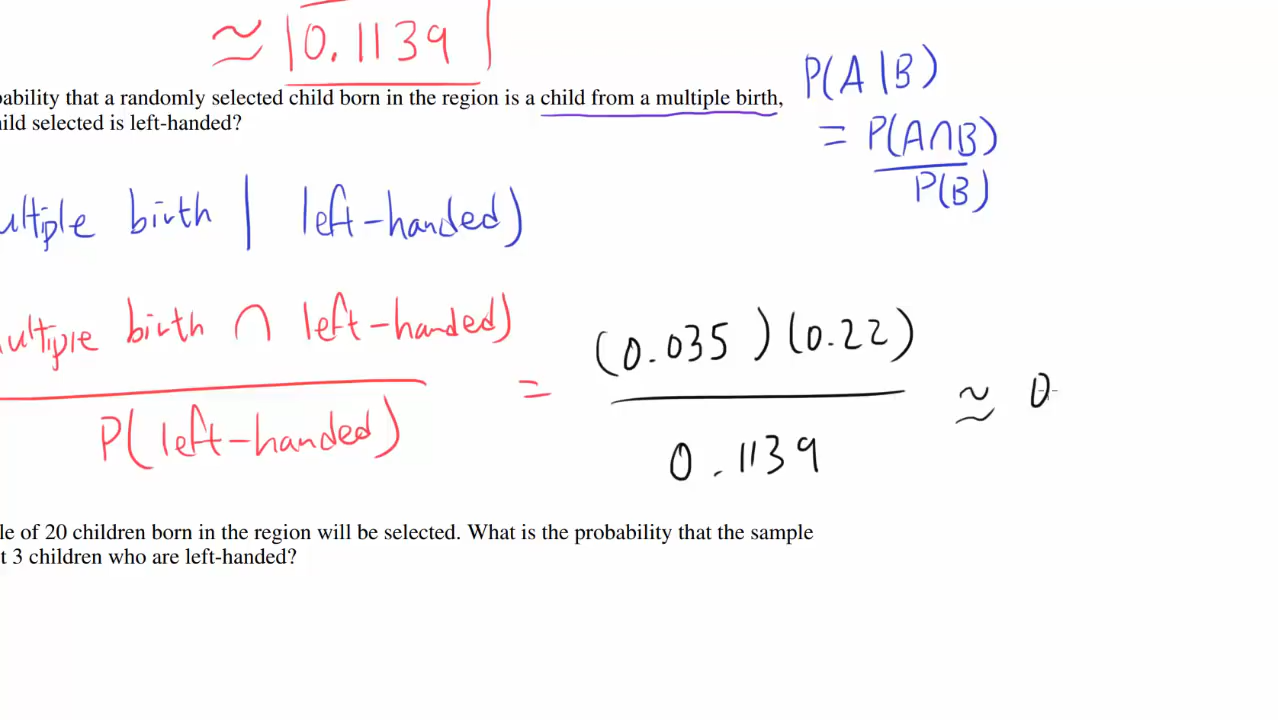 ≈ 0.1139
ability that a randomly selected child born in the region is a child from a multiple birth,
ild selected is left-handed?
P(A|B)
= P(A∩B)
P(B)
ultiple birth | left-handed)
ultiple birth ∩ left-handed)
P(left-handed)
= (0.035)(0.22)
0.1139
≈ 0.
le of 20 children born in the region will be selected. What is the probability that the sample
t 3 children who are left-handed?